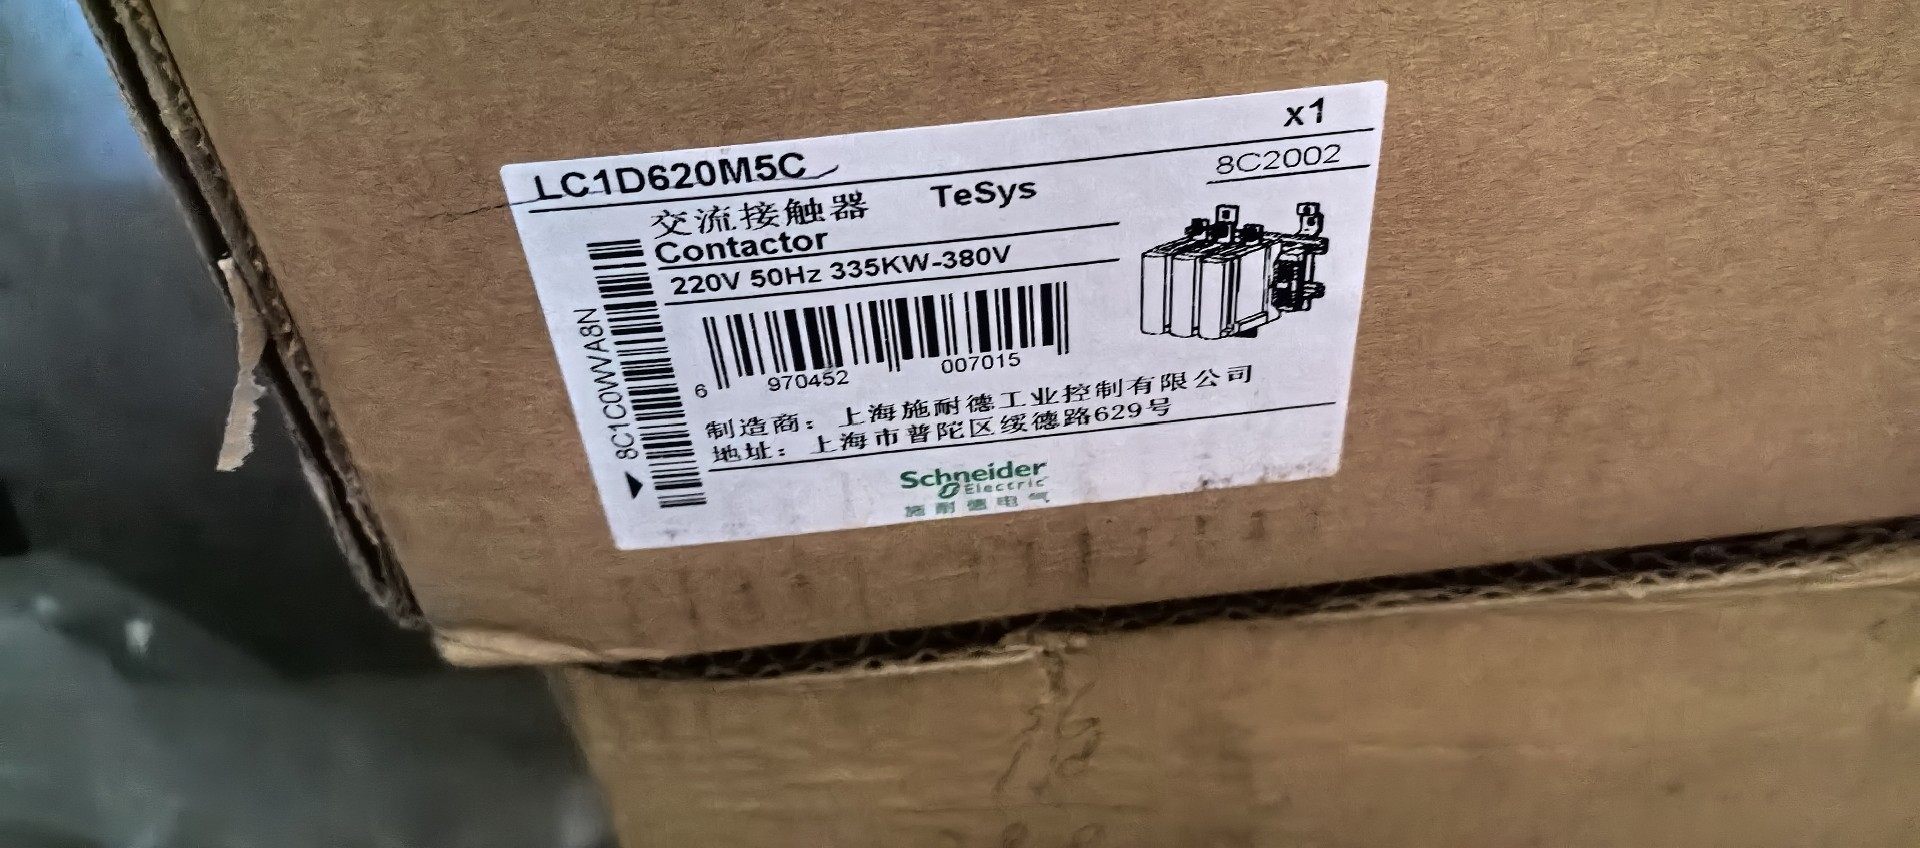 x1
LC1D620M5C
8C2002
交流接触器 TeSys
Contactor
220V 50Hz 335KW-380V
8C1C0WVA8N
6 970452 007015
制造商：上海施耐德工业控制有限公司
地址：上海市普陀区绥德路629号
Schneider
Electric
施耐德电气